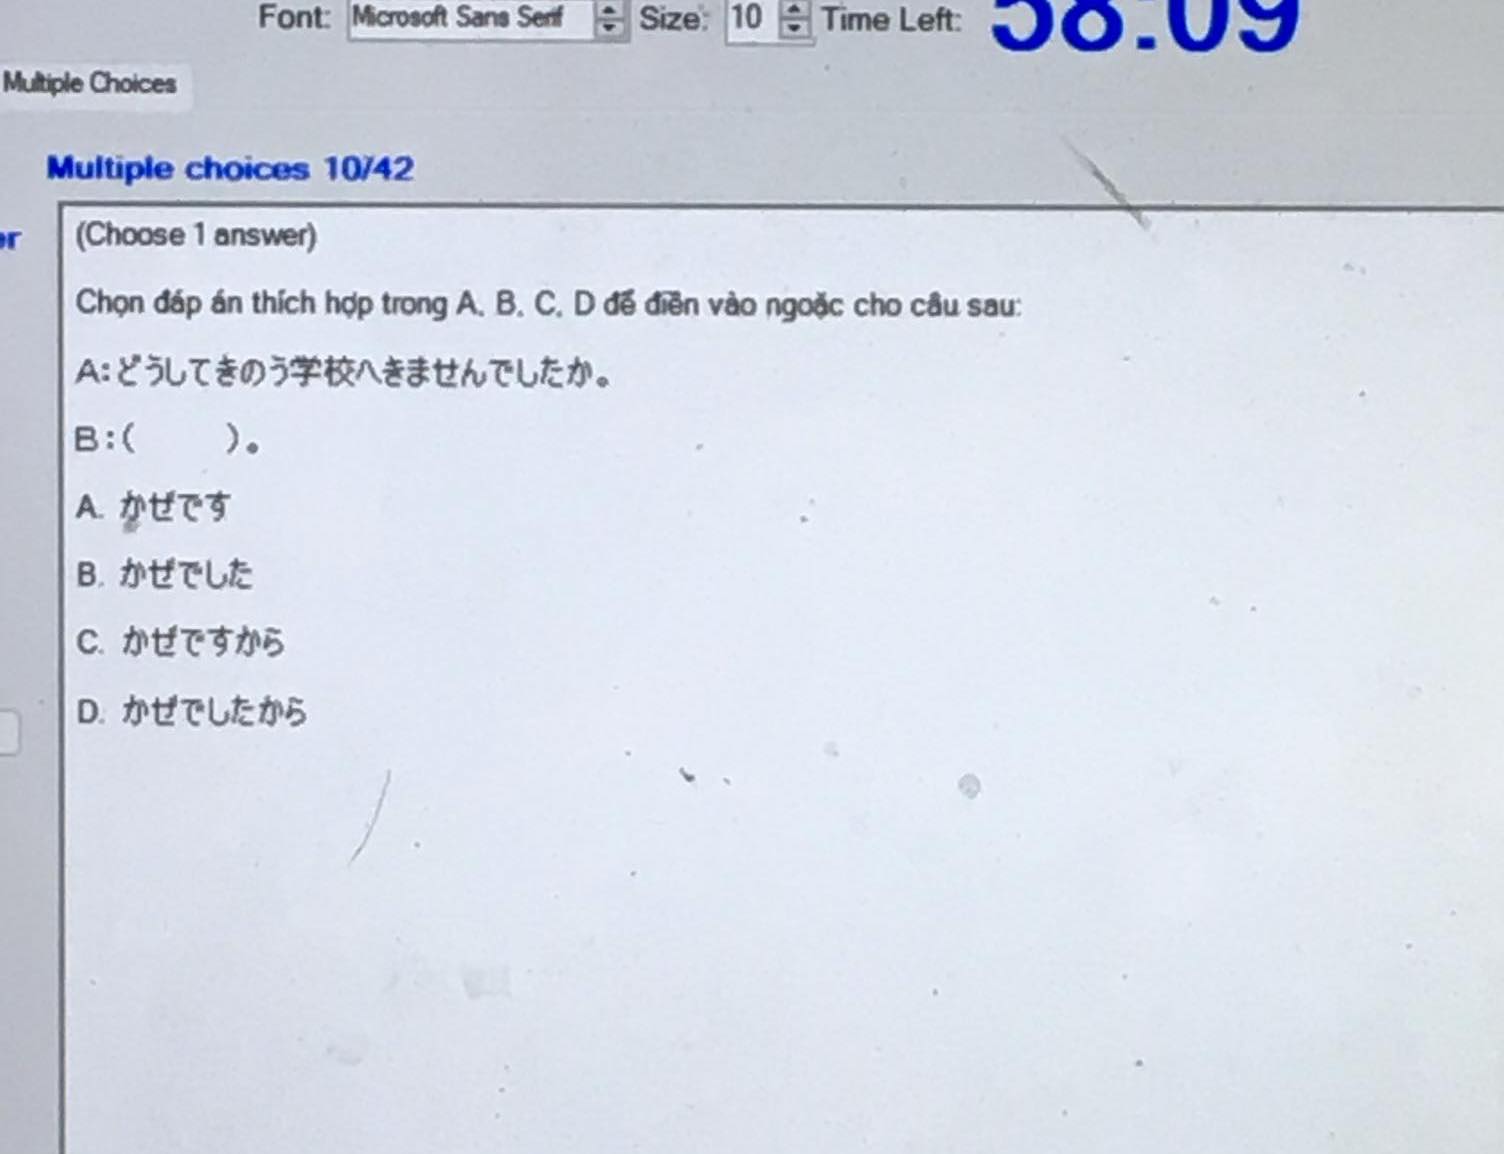 Font: Microsoft Sans Serif Size: 10 Time Left: 58:09
Multiple Choices
Multiple choices 10/42
er
(Choose 1 answer)
Chọn đáp án thích hợp trong A, B, C, D để điền vào ngoặc cho câu sau:
A:どうしてきのう学校へきませんでしたか。
B:(      )。
A. かぜです
B. かぜでした
C. かぜですから
D. かぜでしたから